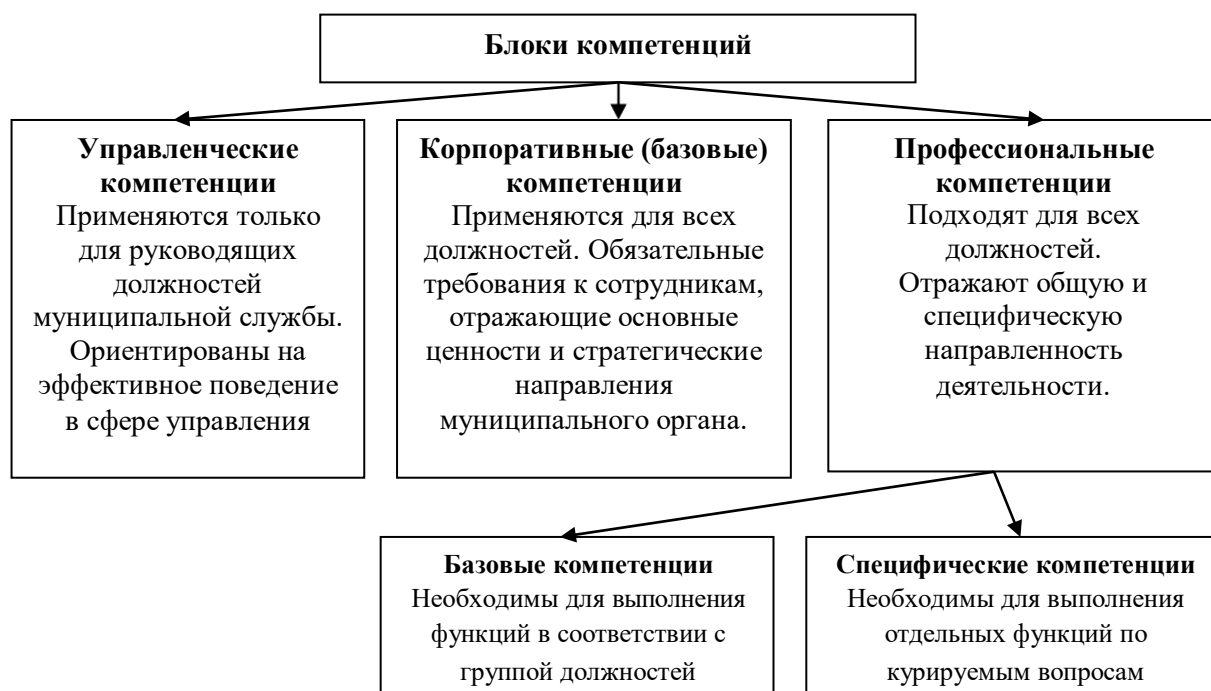 Блоки компетенций
Управленческие
компетенции
Применяются только
для руководящих
должностей
муниципальной службы.
Ориентированы на
эффективное поведение
в сфере управления
Корпоративные (базовые)
компетенции
Применяются для всех
должностей. Обязательные
требования к сотрудникам,
отражающие основные
ценности и стратегические
направления
муниципального органа.
Профессиональные
компетенции
Подходят для всех
должностей.
Отражают общую и
специфическую
направленность
деятельности.
Базовые компетенции
Необходимы для выполнения
функций в соответствии с
группой должностей
Специфические компетенции
Необходимы для выполнения
отдельных функций по
курируемым вопросам